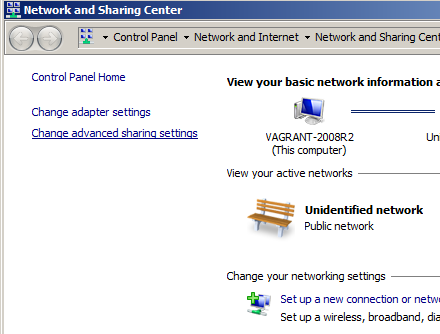 Network and Sharing Center
Control Panel Network and Internet Network and Sharing Cent
Control Panel Home
Change adapter settings
Change advanced sharing settings
View your basic network information a
VAGRANT-2008R2
(This computer)
Un
View your active networks
Unidentified network
Public network
Change your networking settings
Set up a new connection or netw
Set up a wireless, broadband, dia